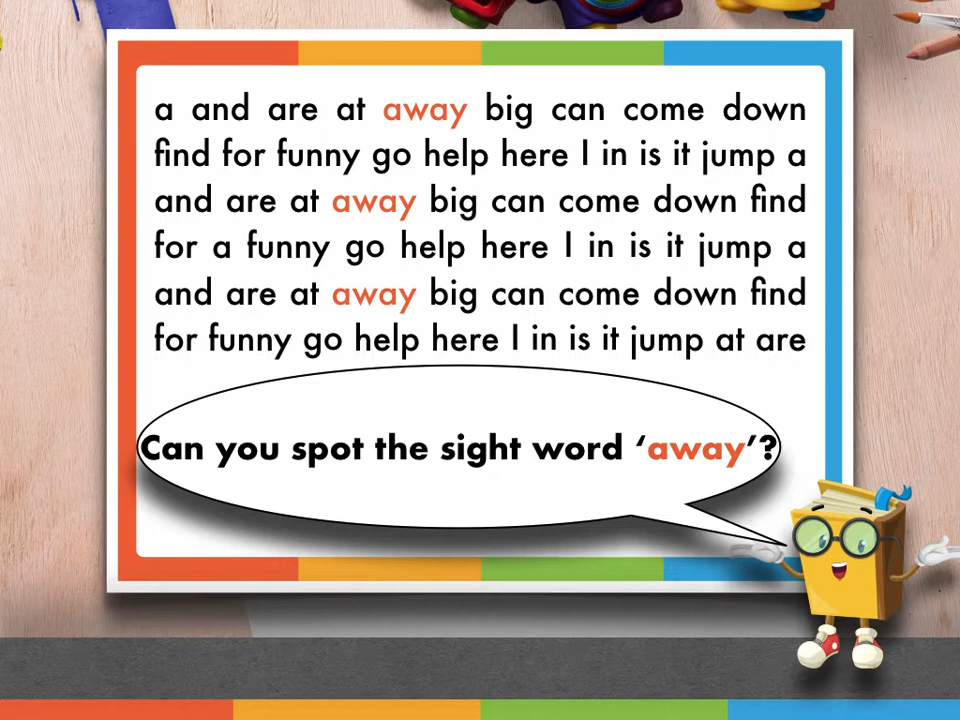 a and are at away big can come down
find for funny go help here I in is it jump a
and are at away big can come down find
for a funny go help here I in is it jump a
and are at away big can come down find
for funny go help here I in is it jump at are
Can you spot the sight word ‘away’?